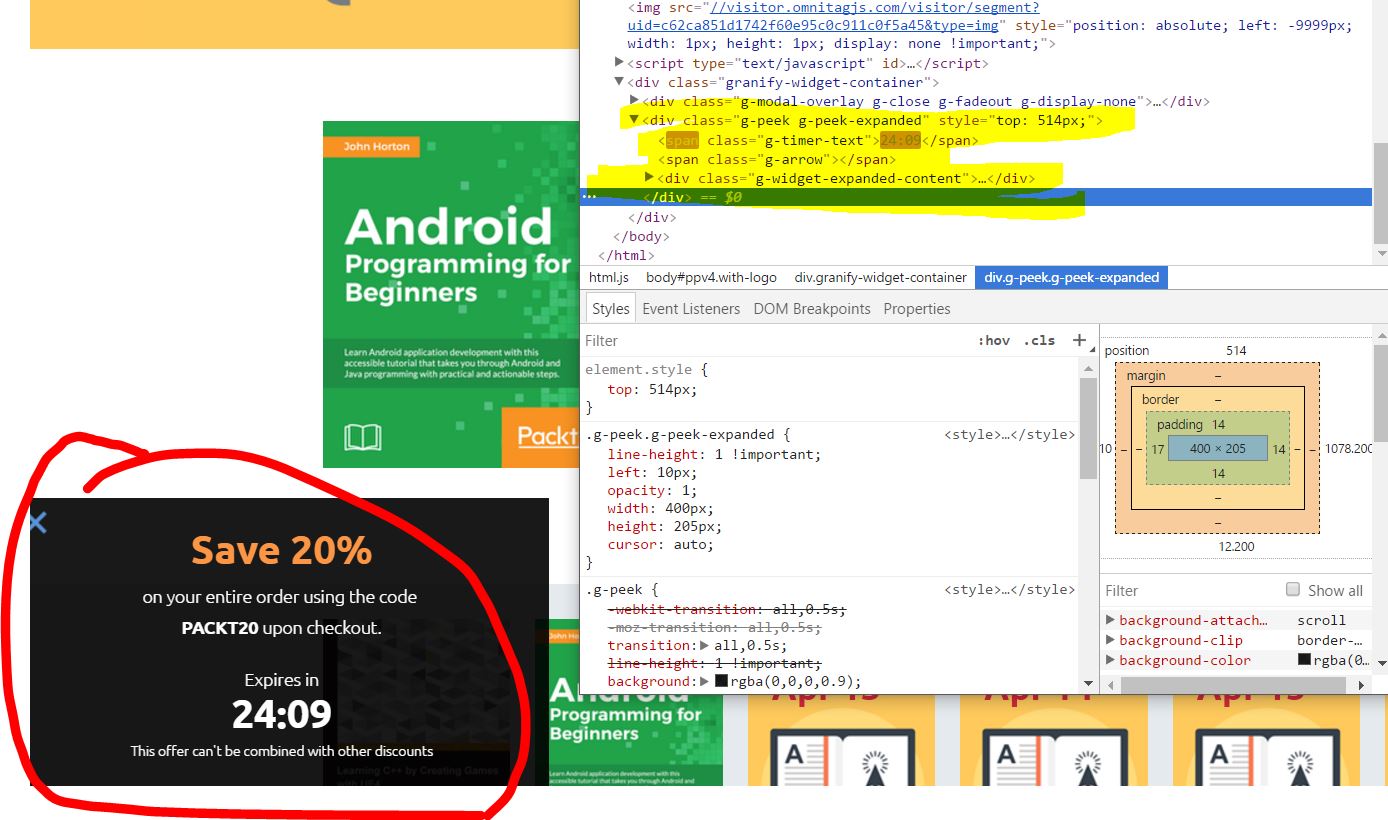 John Horton
Android
Programming for
Beginners
Learn Android application development with this
accessible tutorial that takes you through Android and
Java programming with practical and actionable steps.
Packt
Save 20%
on your entire order using the code
PACKT20 upon checkout.
Expires in
24:09
This offer can't be combined with other discounts
Learning C++ by Creating Games
with UE4
John Ho
Android
Programming for
Beginners
Learn Android application development with this
accessible tutorial that takes you through Android and
A
A
A
<img src="//visitor.omnitagjs.com/visitor/segment?
uid=c62ca851d1742f60e95c0c911c0f5a45&type=img" style="position: absolute; left: -9999px;
width: 1px; height: 1px; display: none !important;">
<script type="text/javascript" id>…</script>
<div class="granify-widget-container">
<div class="g-modal-overlay g-close g-fadeout g-display-none">…</div>
<div class="g-peek g-peek-expanded" style="top: 514px;">
<span class="g-timer-text">24:09</span>
<span class="g-arrow"></span>
<div class="g-widget-expanded-content">…</div>
</div> == $0
</div>
</body>
</html>
html.js body#ppv4.with-logo div.granify-widget-container div.g-peek.g-peek-expanded
Styles Event Listeners DOM Breakpoints Properties
Filter :hov .cls +
element.style {
top: 514px;
}
.g-peek.g-peek-expanded { <style>…</style>
line-height: 1 !important;
left: 10px;
opacity: 1;
width: 400px;
height: 205px;
cursor: auto;
}
.g-peek { <style>…</style>
-webkit-transition: all,0.5s;
-moz-transition: all,0.5s;
transition: all,0.5s;
line-height: 1 !important;
background: rgba(0,0,0,0.9);
position 514
margin –
border –
padding 14
10 – – 17 400 × 205 14 – – 1078.200
14
–
–
12.200
Filter Show all
background-attach… scroll
background-clip border-…
background-color rgba(0…